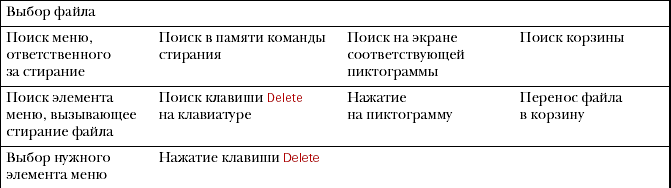 Выбор файла
Поиск меню,
ответственного
за стирание
Поиск в памяти команды
стирания
Поиск на экране
соответствующей
пиктограммы
Поиск корзины
Поиск элемента
меню, вызывающее
стирание файла
Поиск клавиши Delete
на клавиатуре
Нажатие
на пиктограмму
Перенос файла
в корзину
Выбор нужного
элемента меню
Нажатие клавиши Delete